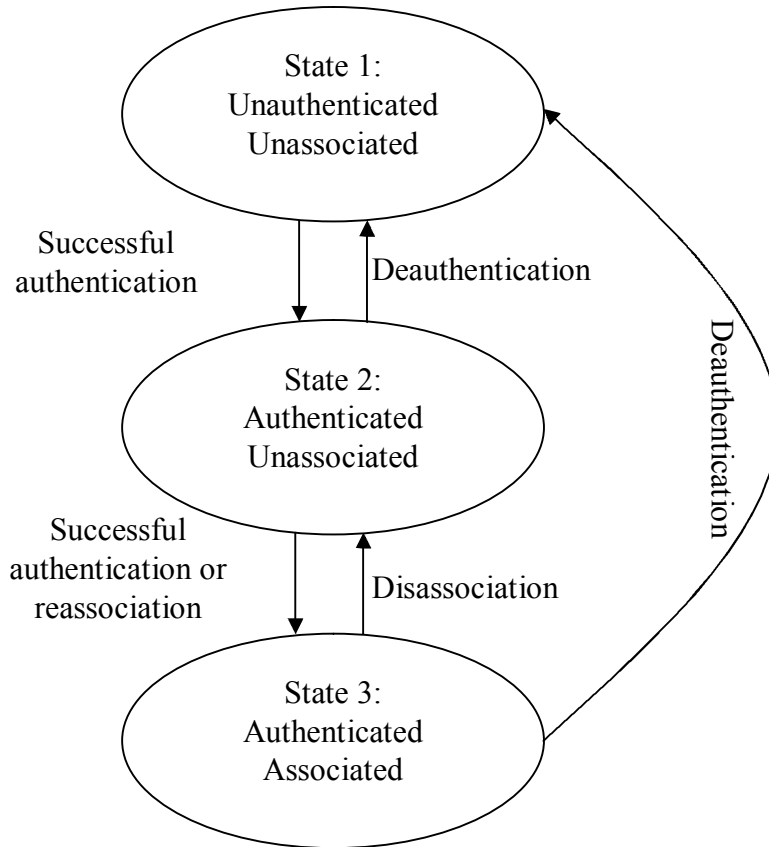 State 1:
Unauthenticated
Unassociated
Successful
authentication
Deauthentication
Deauthentication
State 2:
Authenticated
Unassociated
Successful
authentication or
reassociation
Disassociation
State 3:
Authenticated
Associated